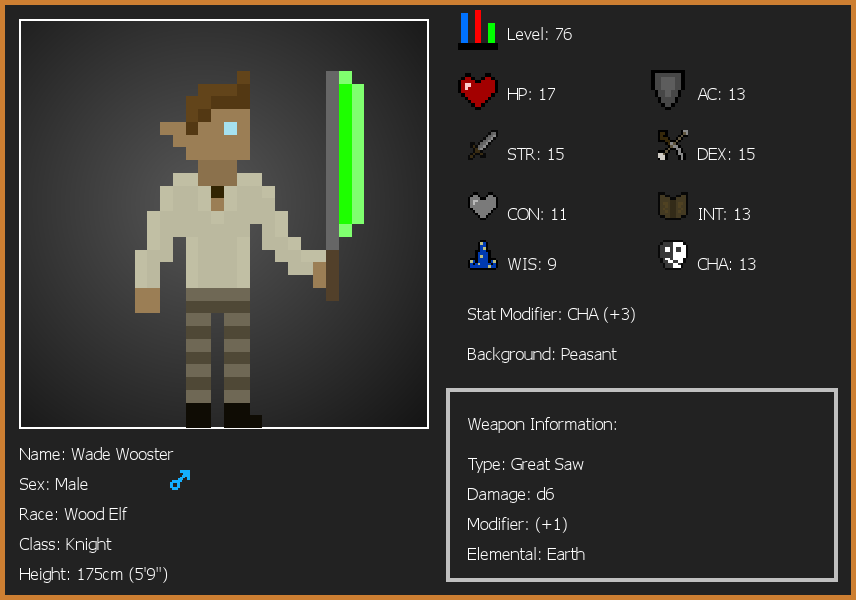 Level: 76
HP: 17
AC: 13
STR: 15
DEX: 15
CON: 11
INT: 13
WIS: 9
CHA: 13
Stat Modifier: CHA (+3)
Background: Peasant
Weapon Information:
Type: Great Saw
Damage: d6
Modifier: (+1)
Elemental: Earth
Name: Wade Wooster
Sex: Male
Race: Wood Elf
Class: Knight
Height: 175cm (5'9")